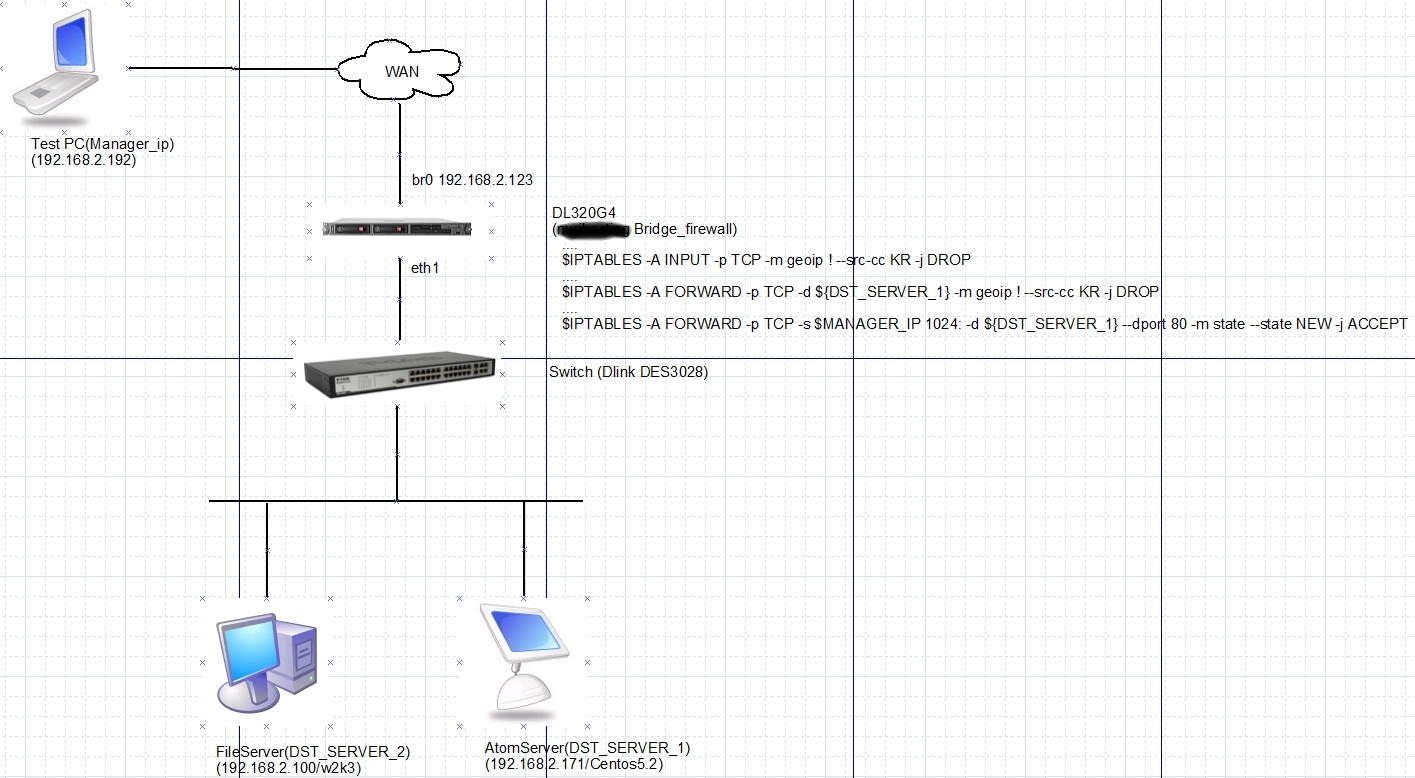 WAN
Test PC(Manager_ip)
(192.168.2.192)
br0 192.168.2.123
DL320G4
( Bridge_firewall)
....
$IPTABLES -A INPUT -p TCP -m geoip ! --src-cc KR -j DROP
....
$IPTABLES -A FORWARD -p TCP -d ${DST_SERVER_1} -m geoip ! --src-cc KR -j DROP
....
$IPTABLES -A FORWARD -p TCP -s $MANAGER_IP 1024: -d ${DST_SERVER_1} --dport 80 -m state --state NEW -j ACCEPT
eth1
Switch (Dlink DES3028)
FileServer(DST_SERVER_2)
(192.168.2.100/w2k3)
AtomServer(DST_SERVER_1)
(192.168.2.171/Centos5.2)